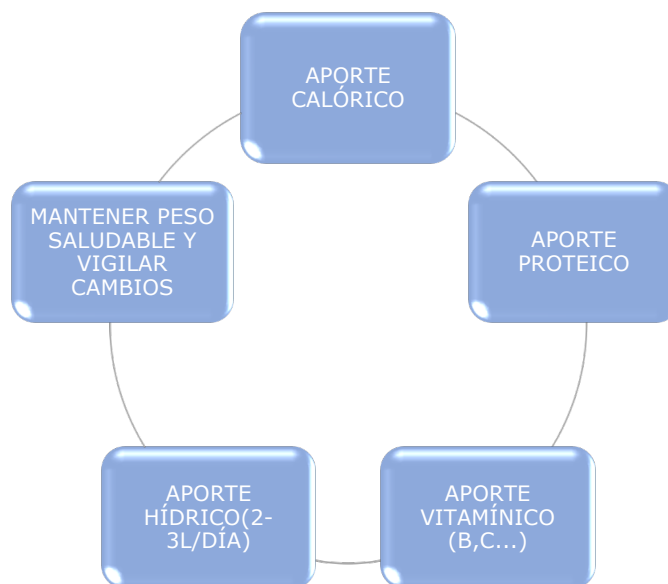 APORTE
CALÓRICO
APORTE
PROTEICO
APORTE
VITAMÍNICO
(B,C...)
APORTE
HÍDRICO(2-
3L/DÍA)
MANTENER PESO
SALUDABLE Y
VIGILAR
CAMBIOS